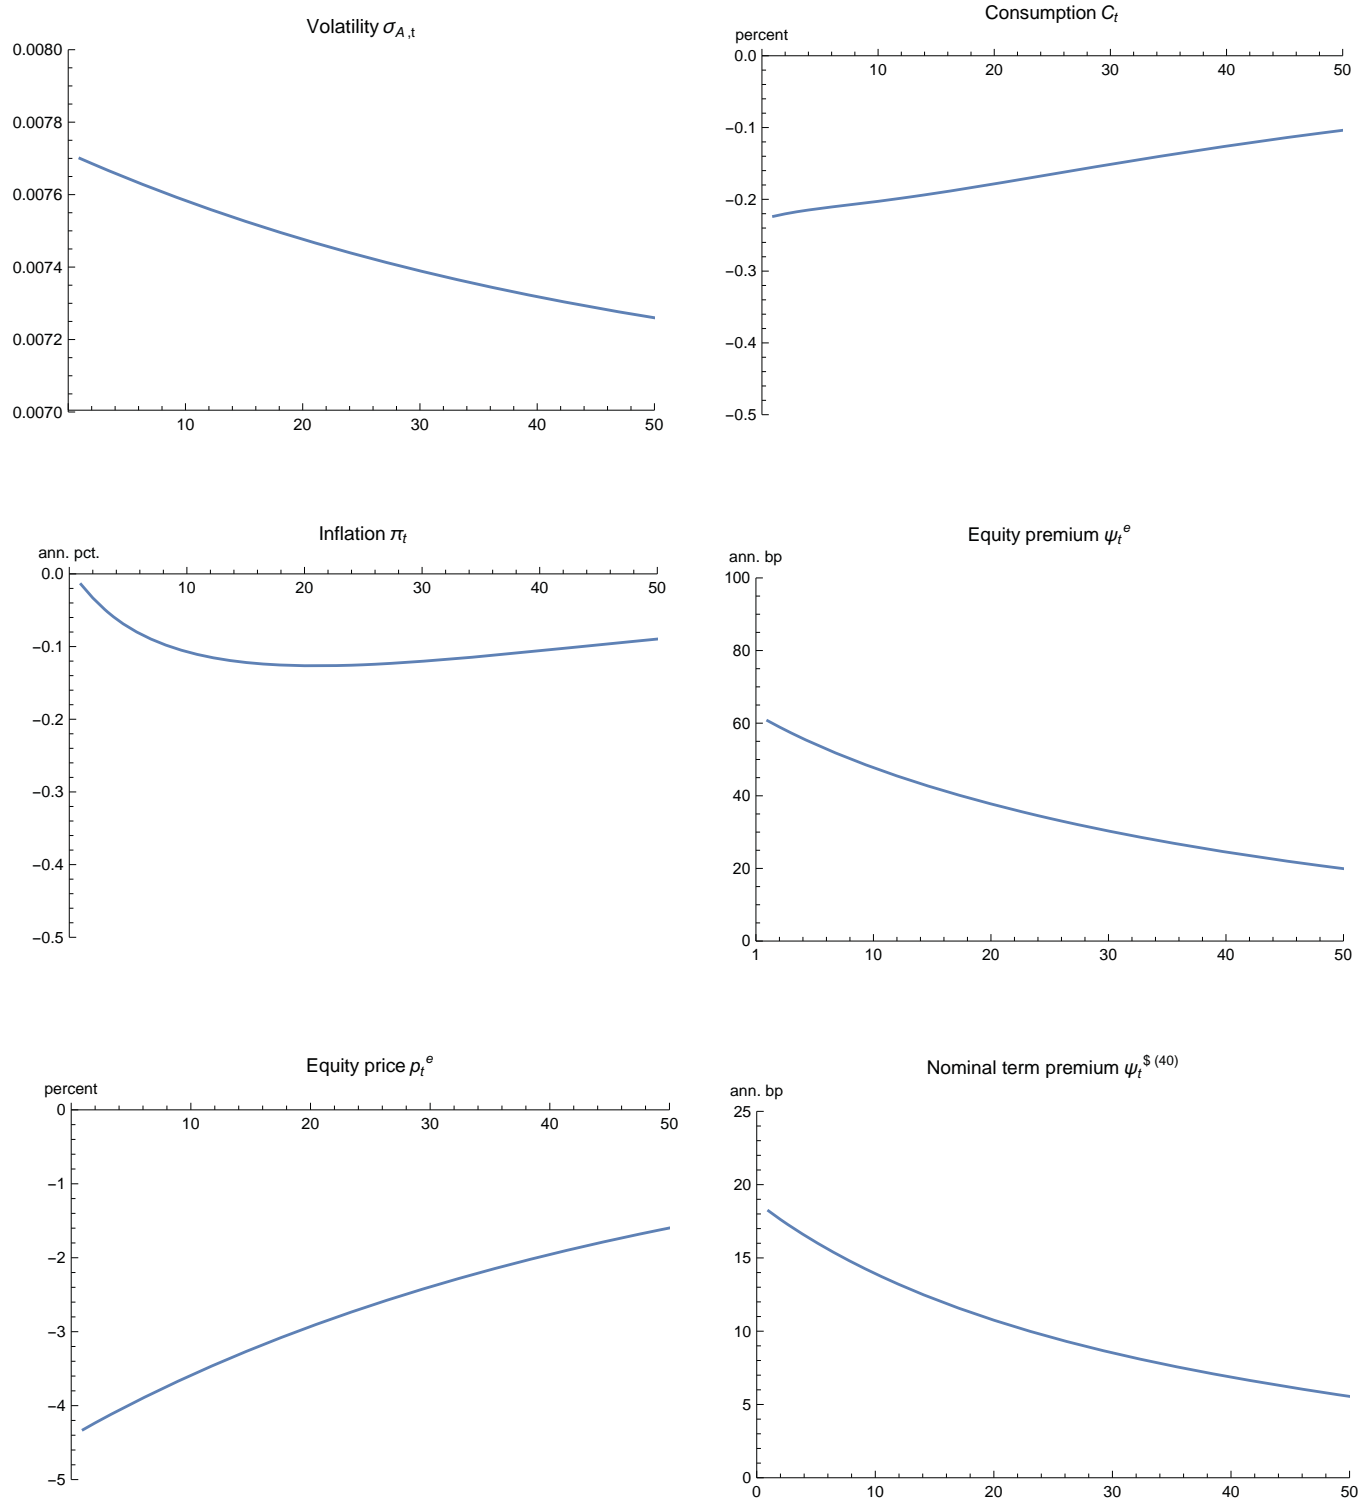 Volatility σA,t
0.0080
0.0078
0.0076
0.0074
0.0072
0.0070
10 20 30 40 50
Consumption Ct
percent
0.0
10 20 30 40 50
−0.1
−0.2
−0.3
−0.4
−0.5
Inflation πt
ann. pct.
0.0
10 20 30 40 50
−0.1
−0.2
−0.3
−0.4
−0.5
Equity premium ψt e
ann. bp
100
80
60
40
20
0
1 10 20 30 40 50
Equity price pt e
percent
0
10 20 30 40 50
−1
−2
−3
−4
−5
Nominal term premium ψt $ (40)
ann. bp
25
20
15
10
5
0
0 10 20 30 40 50